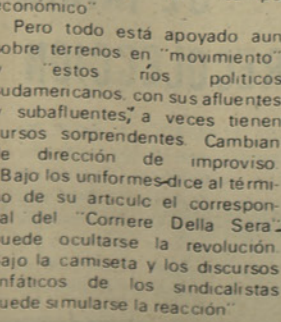 conómico"
Pero todo está apoyado aun
obre terrenos en "movimiento"
"estos ríos políticos
udamericanos, con sus afluentes
subafluentes, a veces tienen
ursos sorprendentes. Cambian
e dirección de improviso.
Bajo los uniformes-dice al térmi-
o de su artículc el correspon-
al del "Corriere Della Sera"-
uede ocultarse la revolución.
ajo la camiseta y los discursos
nfáticos de los sindicalistas
uede simularse la reacción"